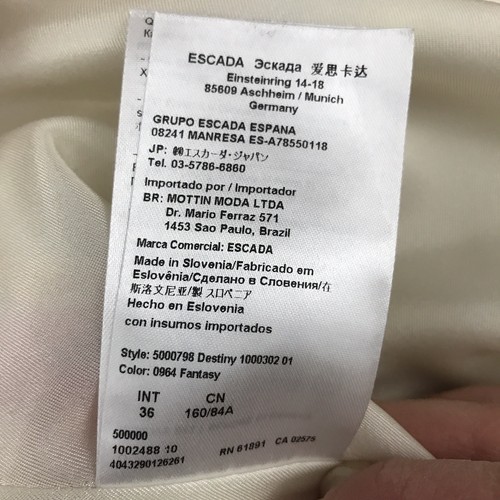 ESCADA Эскада 爱思卡达
Einsteinring 14-18
85609 Aschheim / Munich
Germany
GRUPO ESCADA ESPANA
08241 MANRESA ES-A78550118
JP: ㈱エスカーダ・ジャパン
Tel. 03-5786-6860
Importado por / Importador
BR: MOTTIN MODA LTDA
Dr. Mario Ferraz 571
1453 Sao Paulo, Brazil
Marca Comercial: ESCADA
Made in Slovenia/Fabricado em
Eslovênia/Сделано в Словения/在
斯洛文尼亚/製 スロベニア
Hecho en Eslovenia
con insumos importados
Style: 5000798 Destiny 1000302 01
Color: 0964 Fantasy
INT CN
36 160/84A
500000
1002488 10 RN 61891 CA 02575
4043290126261